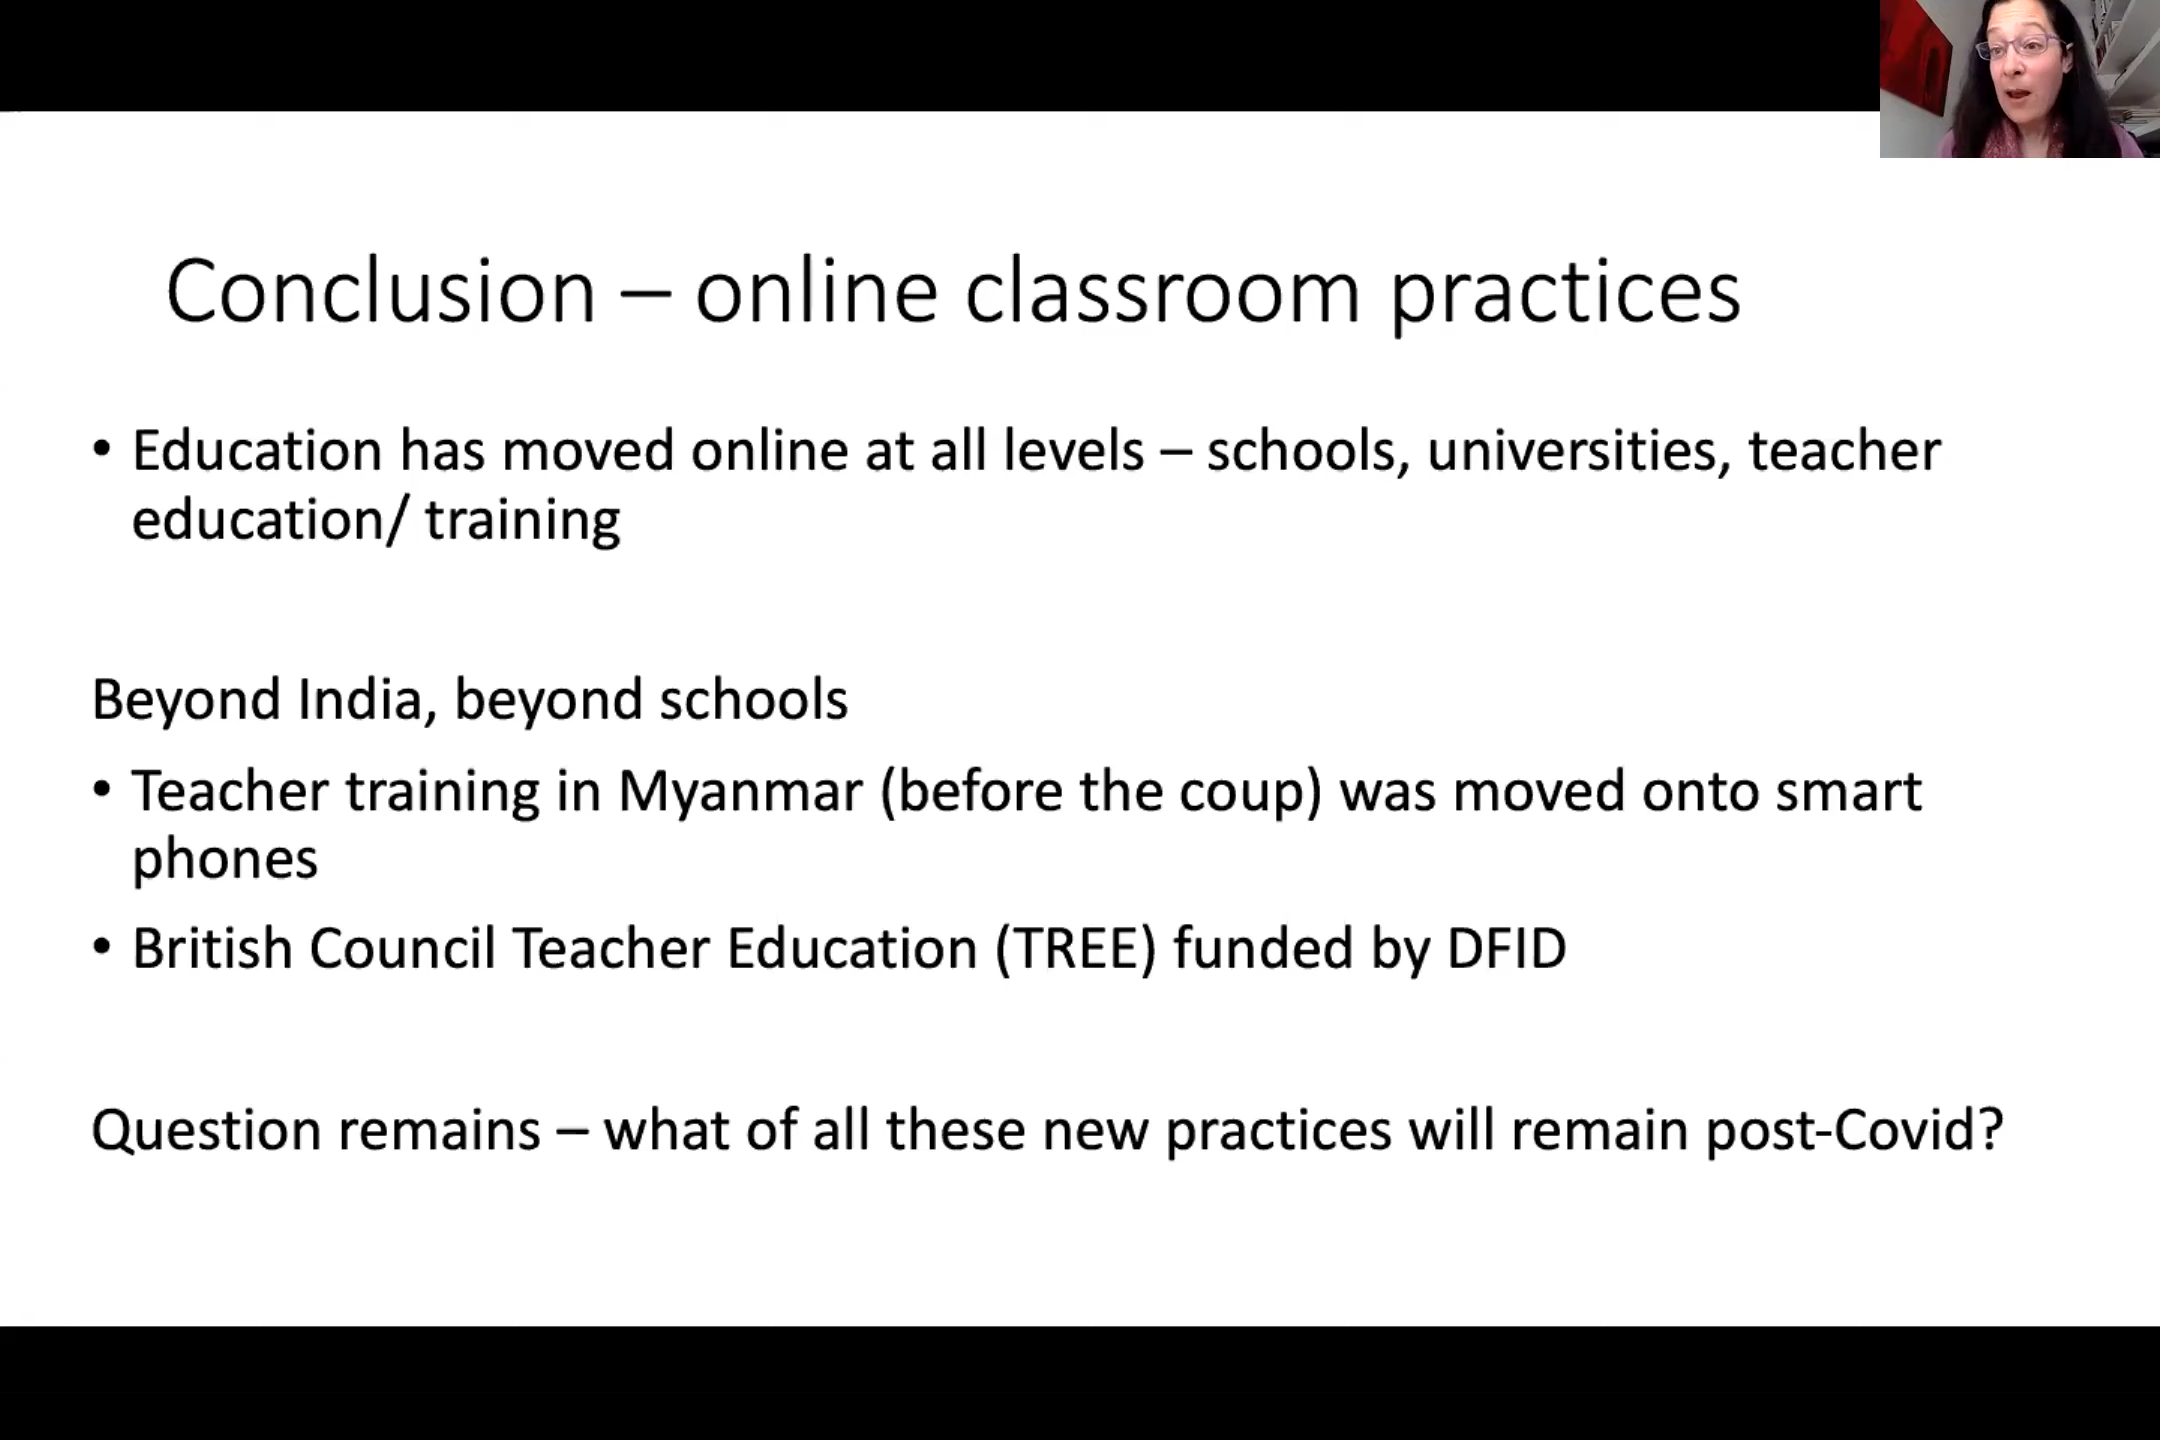 Conclusion – online classroom practices
• Education has moved online at all levels – schools, universities, teacher
education/ training
Beyond India, beyond schools
• Teacher training in Myanmar (before the coup) was moved onto smart
phones
• British Council Teacher Education (TREE) funded by DFID
Question remains – what of all these new practices will remain post-Covid?